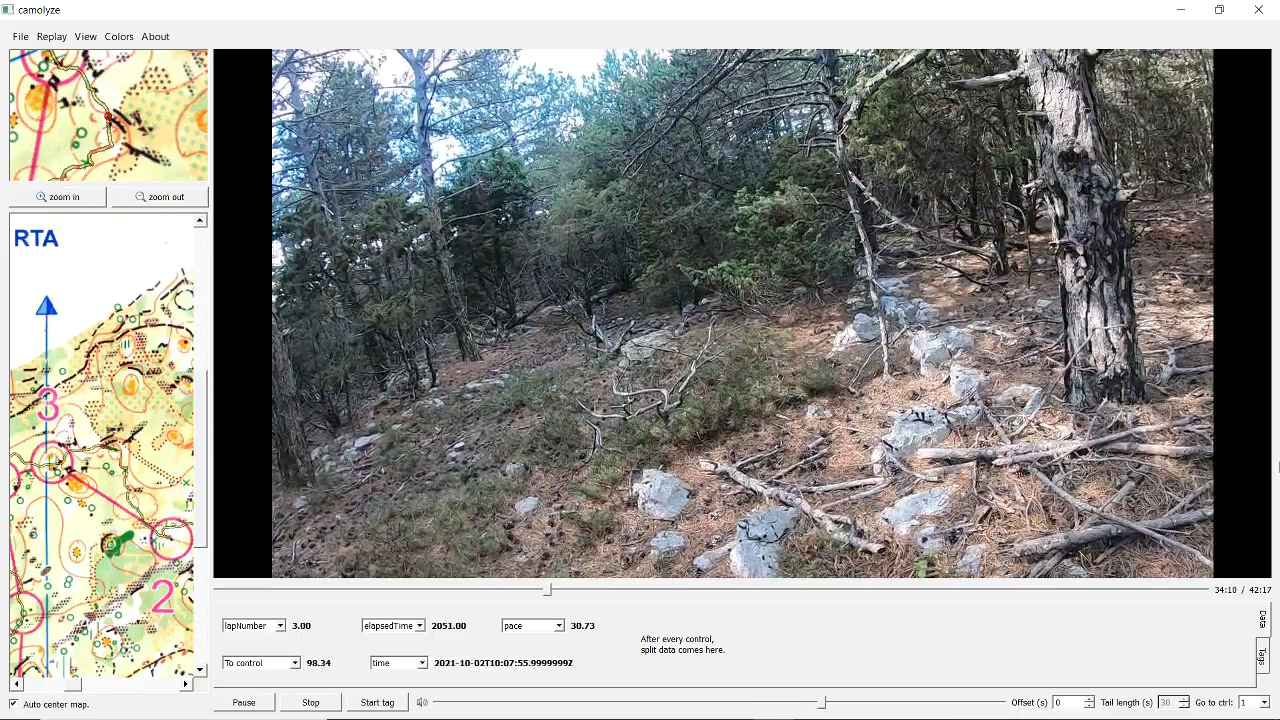 camolyze
File Replay View Colors About
zoom in zoom out
RTA
3
2
34:10 / 42:17
lapNumber 3.00 elapsedTime 2051.00 pace 30.73
After every control,
split data comes here.
To control 98.34 time 2021-10-02T10:07:55.9999999Z
Data
Tags
Auto center map.
Pause Stop Start tag Offset (s) 0 Tail length (s) 30 Go to ctrl: 1